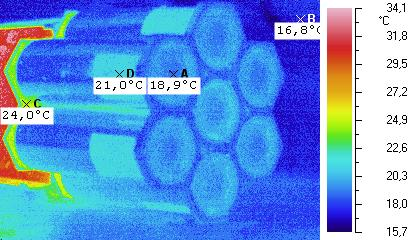 34,1
°C
31,8
B
16,8°C
29,5
27,2
D
A
21,0°C
18,9°C
24,9
C
24,0°C
22,6
20,3
18,0
15,7